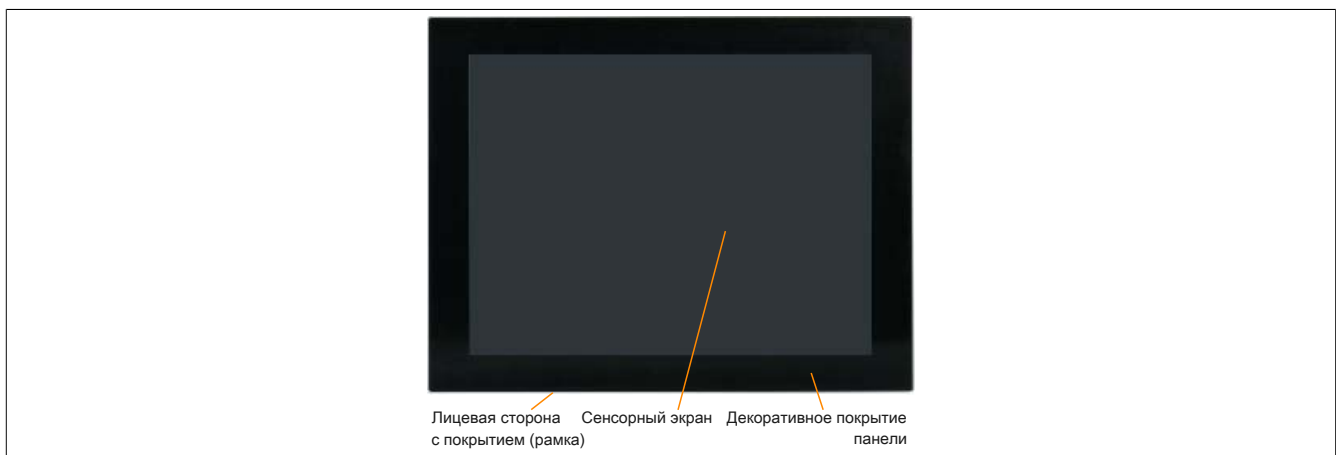 Лицевая сторона
с покрытием (рамка)
Сенсорный экран
Декоративное покрытие
панели